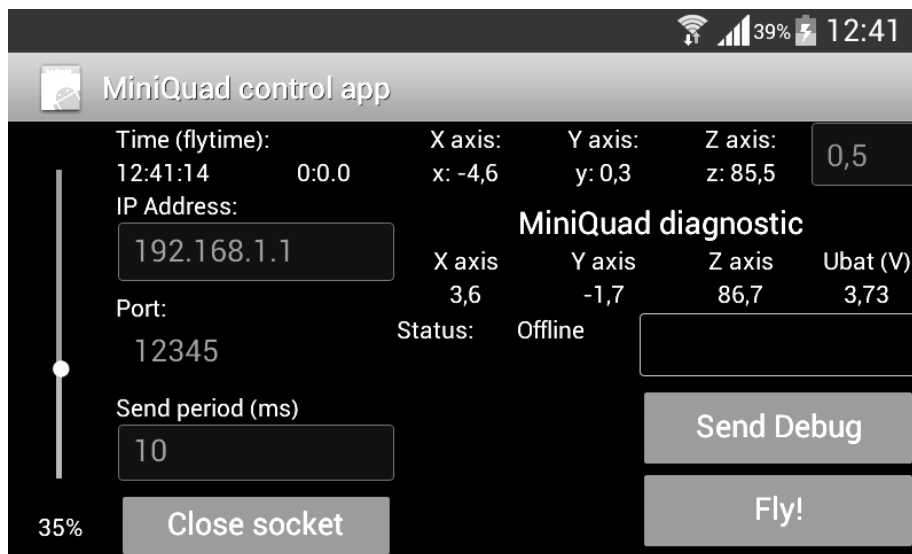 39% 12:41
MiniQuad control app
Time (flytime): X axis: Y axis: Z axis:
12:41:14 0:0.0 x: -4,6 y: 0,3 z: 85,5 0,5
IP Address:
192.168.1.1
MiniQuad diagnostic
X axis Y axis Z axis Ubat (V)
3,6 -1,7 86,7 3,73
Port:
12345
Status: Offline
Send period (ms)
10
Send Debug
35% Close socket Fly!